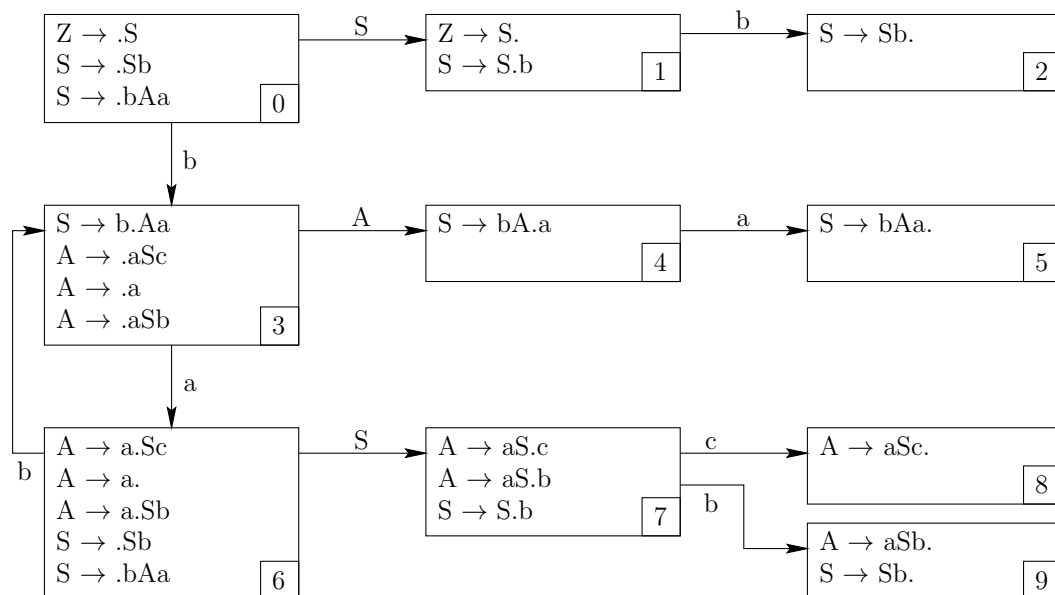 Z → .S
S → .Sb
S → .bAa
0
S
Z → S.
S → S.b
1
b
S → Sb.
2
b
S → b.Aa
A → .aSc
A → .a
A → .aSb
3
A
S → bA.a
4
a
S → bAa.
5
a
b
A → a.Sc
A → a.
A → a.Sb
S → .Sb
S → .bAa
6
S
A → aS.c
A → aS.b
S → S.b
7
c
b
A → aSc.
8
A → aSb.
S → Sb.
9